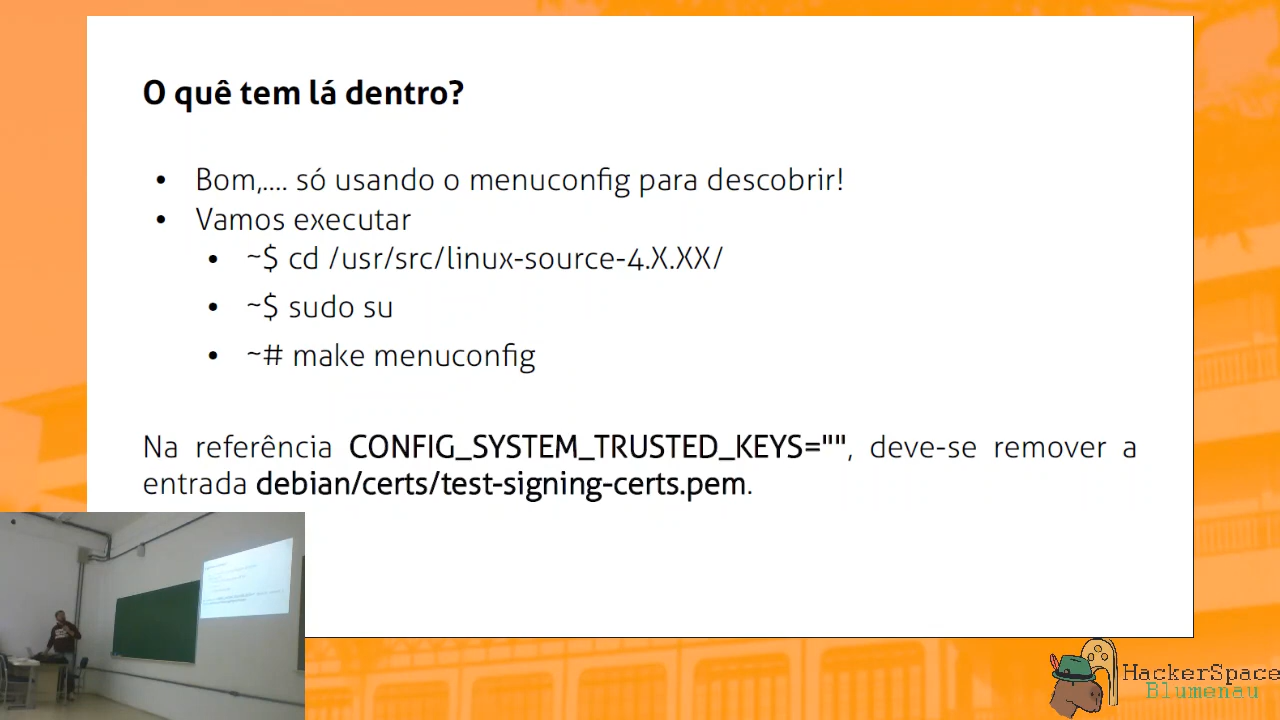 O quê tem lá dentro?
• Bom,.... só usando o menuconfig para descobrir!
• Vamos executar
• ~$ cd /usr/src/linux-source-4.X.XX/
• ~$ sudo su
• ~# make menuconfig
Na referência CONFIG_SYSTEM_TRUSTED_KEYS="", deve-se remover a
entrada debian/certs/test-signing-certs.pem.
HackerSpace
Blumenau